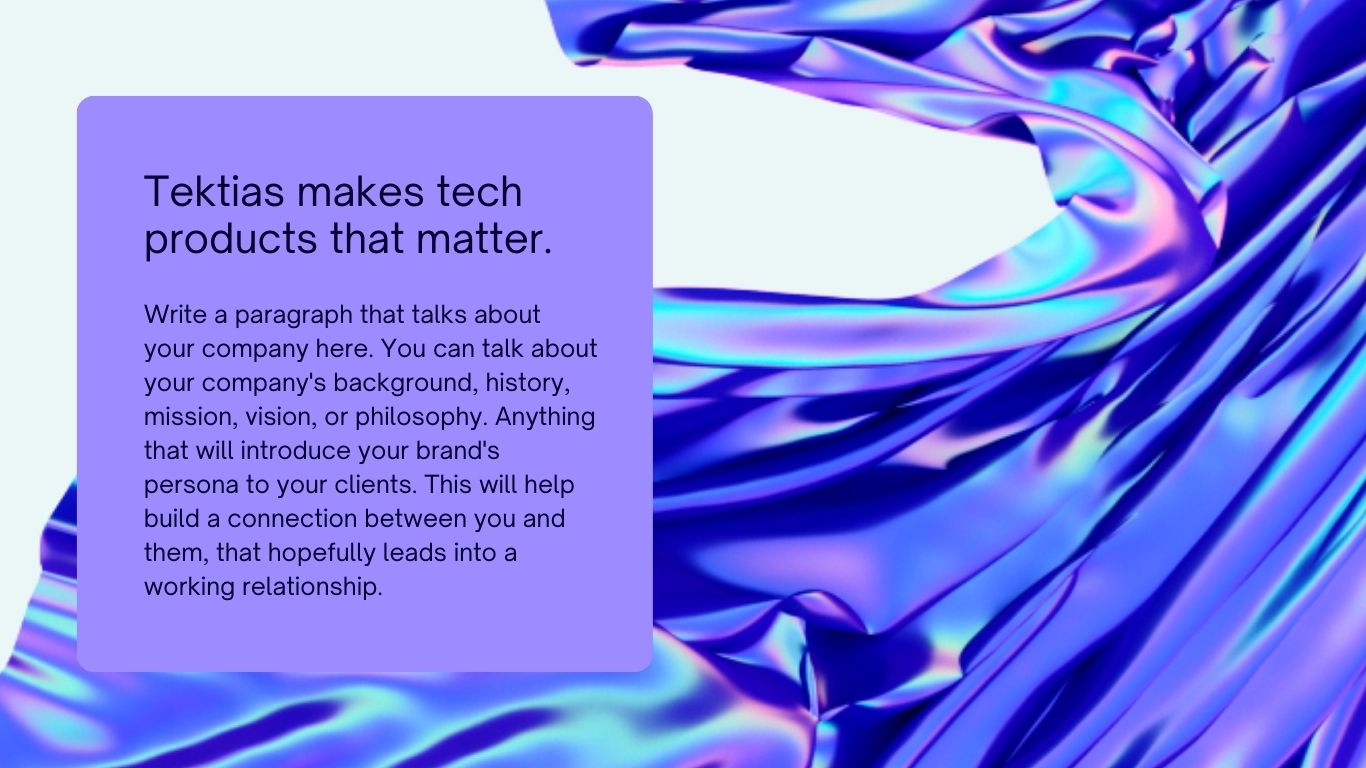 Tektias makes tech
products that matter.
Write a paragraph that talks about
your company here. You can talk about
your company's background, history,
mission, vision, or philosophy. Anything
that will introduce your brand's
persona to your clients. This will help
build a connection between you and
them, that hopefully leads into a
working relationship.